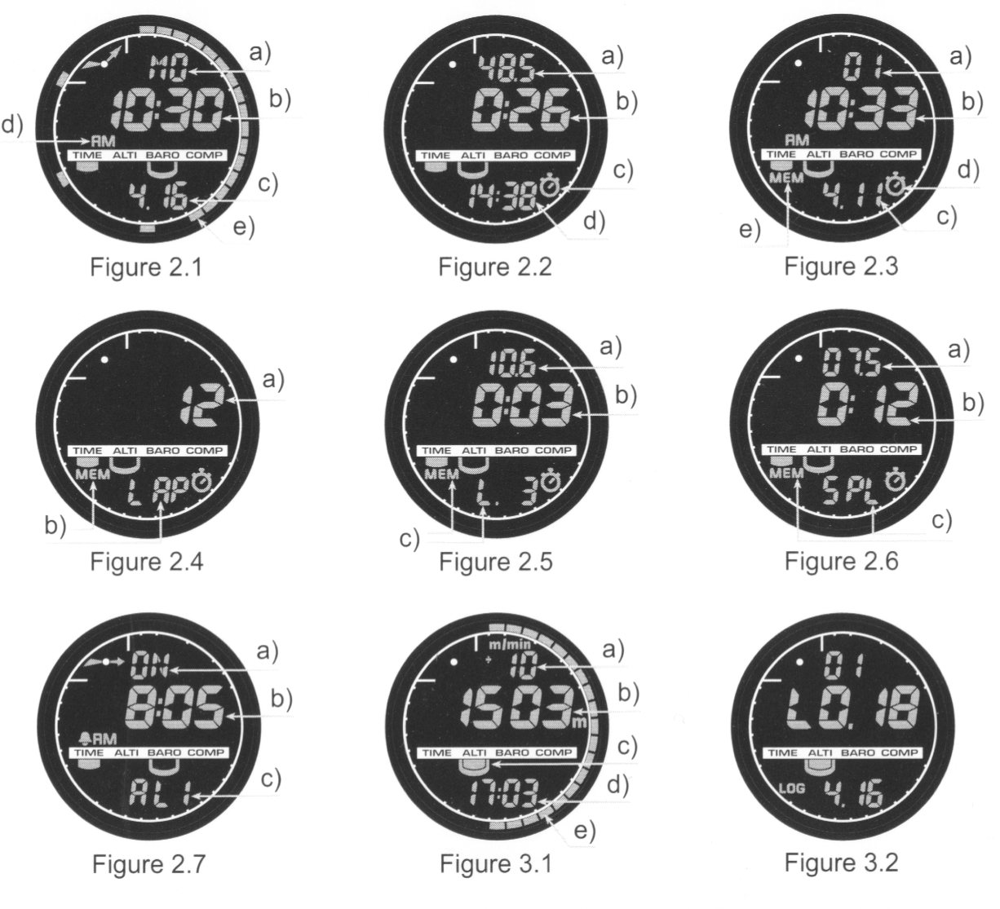 MO
a)
10:30
b)
d)
AM
TIME ALTI BARO COMP
4.16
c)
e)
Figure 2.1
48.5
a)
0:26
b)
TIME ALTI BARO COMP
14:38
c)
d)
Figure 2.2
01
a)
10:33
b)
AM
TIME ALTI BARO COMP
MEM
4.11
d)
c)
e)
Figure 2.3
12
a)
TIME ALTI BARO COMP
MEM
LAP
b)
Figure 2.4
10.6
a)
0:03
b)
TIME ALTI BARO COMP
MEM
L. 3
c)
Figure 2.5
07.5
a)
0:12
b)
TIME ALTI BARO COMP
MEM
SPL
c)
Figure 2.6
ON
a)
8:05
b)
AM
TIME ALTI BARO COMP
AL1
c)
Figure 2.7
m/min
+ 10
a)
1503 m
b)
TIME ALTI BARO COMP
c)
17:03
d)
e)
Figure 3.1
01
L0.18
TIME ALTI BARO COMP
LOG
4.16
Figure 3.2